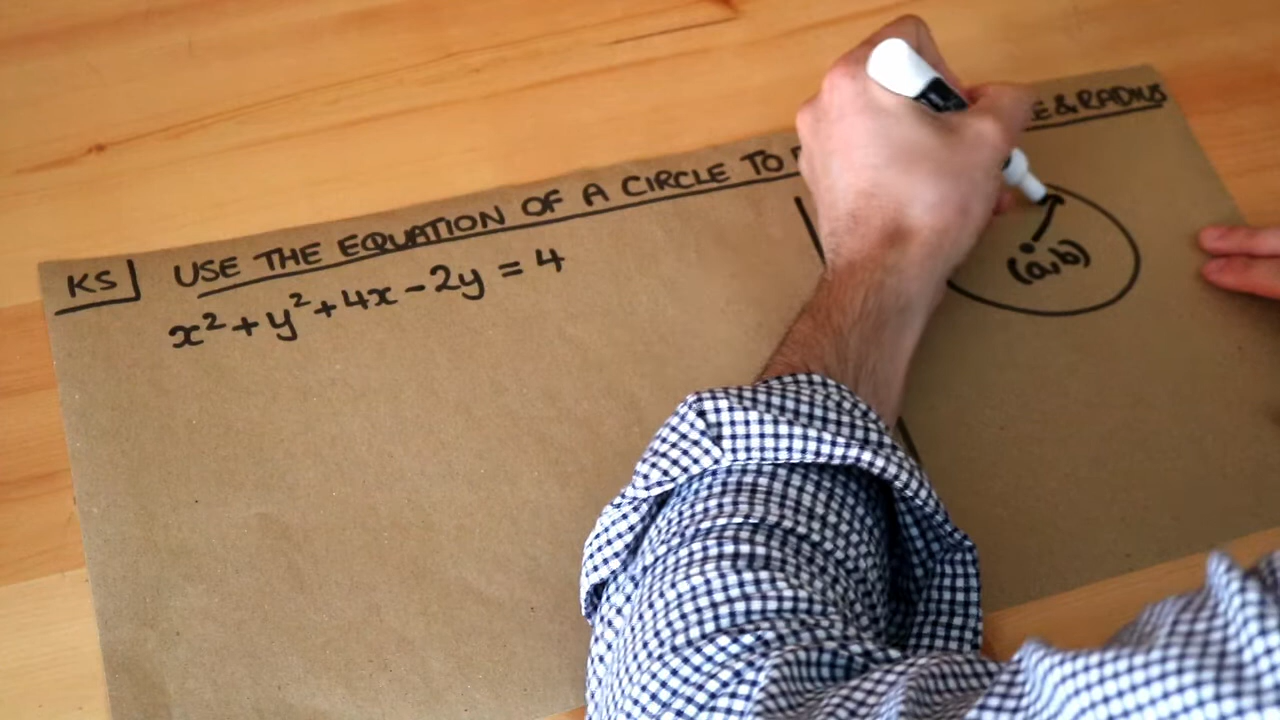 KS
USE THE EQUATION OF A CIRCLE TO & RADIUS
x² + y² + 4x - 2y = 4
(a,b)